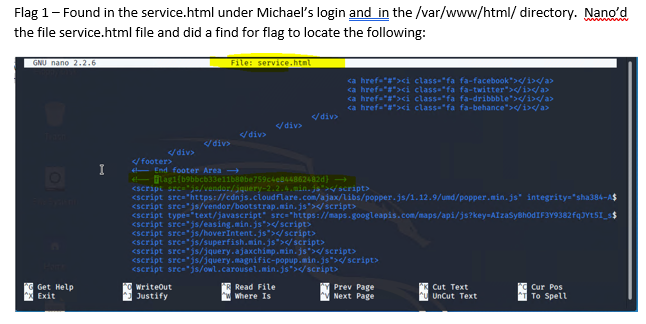 Flag 1 – Found in the service.html under Michael's login and in the /var/www/html/ directory. Nano'd
the file service.html file and did a find for flag to locate the following:
GNU nano 2.2.6 File: service.html
<a href="#"><i class="fa fa-facebook"></i></a>
<a href="#"><i class="fa fa-twitter"></i></a>
<a href="#"><i class="fa fa-dribbble"></i></a>
<a href="#"><i class="fa fa-behance"></i></a>
</div>
</div>
</div>
</div>
</div>
</footer>
<!-- End footer Area -->
<!-- flag1{b9bbcb33e11b80be759c4e844862482d} -->
<script src="js/vendor/jquery-2.2.4.min.js"></script>
<script src="https://cdnjs.cloudflare.com/ajax/libs/popper.js/1.12.9/umd/popper.min.js" integrity="sha384-A$
<script src="js/vendor/bootstrap.min.js"></script>
<script type="text/javascript" src="https://maps.googleapis.com/maps/api/js?key=AIzaSyBhOdIF3Y9382fqJYt5I_s$
<script src="js/easing.min.js"></script>
<script src="js/hoverIntent.js"></script>
<script src="js/superfish.min.js"></script>
<script src="js/jquery.ajaxchimp.min.js"></script>
<script src="js/jquery.magnific-popup.min.js"></script>
<script src="js/owl.carousel.min.js"></script>
^G Get Help ^O WriteOut ^R Read File ^Y Prev Page ^K Cut Text ^C Cur Pos
^X Exit ^J Justify ^W Where Is ^V Next Page ^U UnCut Text ^T To Spell